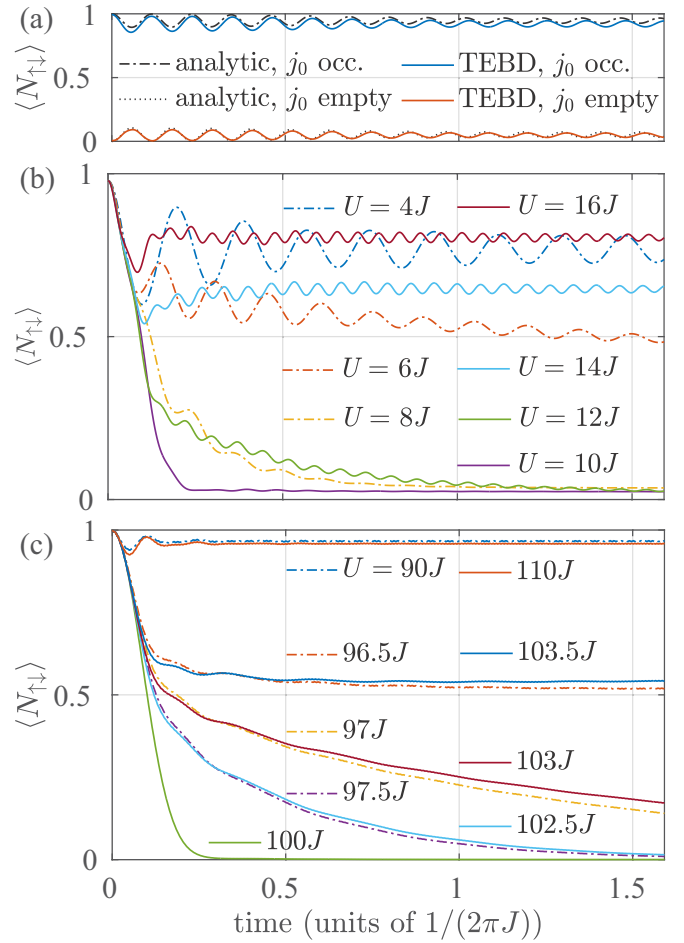 (a)
1
0.5
0
⟨N↑↓⟩
analytic, j₀ occ.
TEBD, j₀ occ.
analytic, j₀ empty
TEBD, j₀ empty
(b)
1
0.5
0
⟨N↑↓⟩
U = 4J
U = 16J
U = 6J
U = 14J
U = 8J
U = 12J
U = 10J
(c)
1
0.5
0
⟨N↑↓⟩
U = 90J
110J
96.5J
103.5J
97J
103J
97.5J
102.5J
100J
0
0.5
1
1.5
time (units of 1/(2πJ))